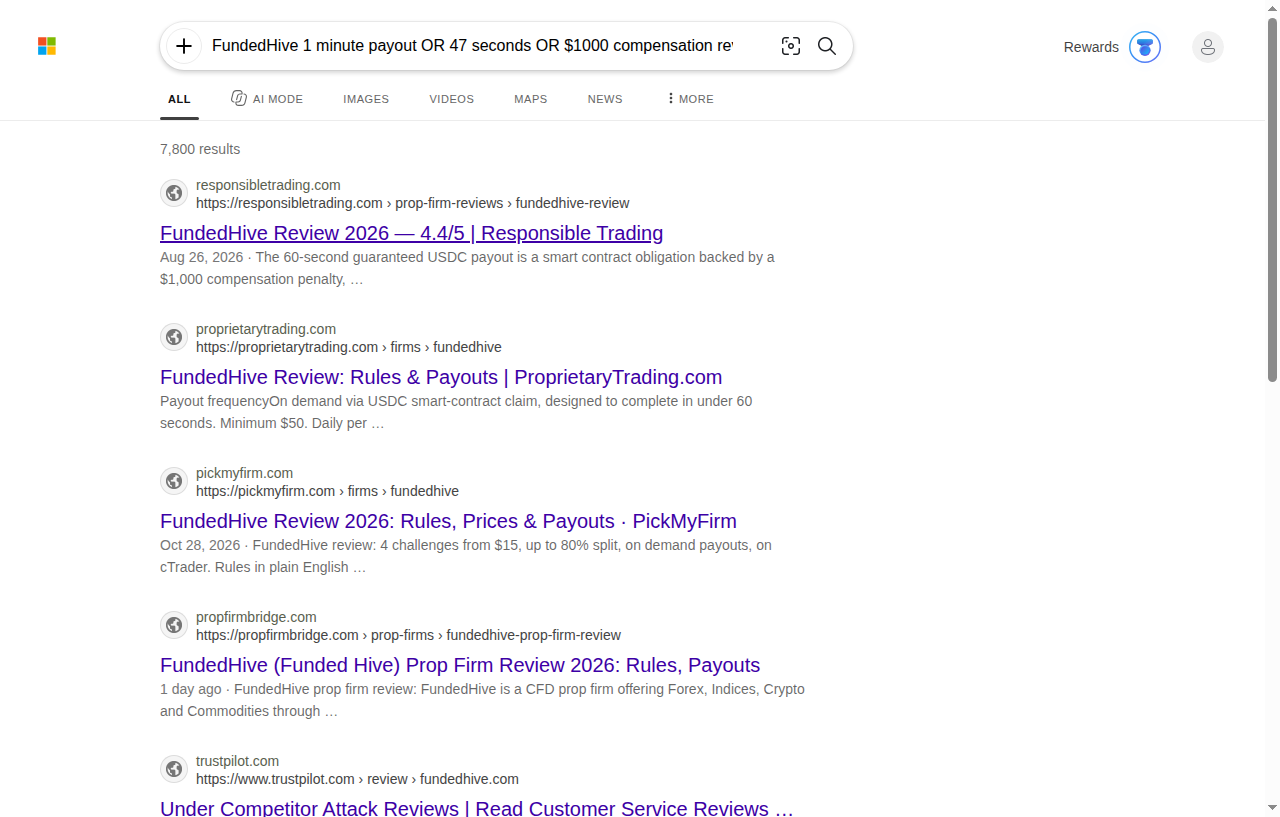 FundedHive 1 minute payout OR 47 seconds OR $1000 compensation
Rewards
ALL
AI MODE
IMAGES
VIDEOS
MAPS
NEWS
MORE
7,800 results
responsibletrading.com
https://responsibletrading.com › prop-firm-reviews › fundedhive-review
FundedHive Review 2026 — 4.4/5 | Responsible Trading
Aug 26, 2026 · The 60-second guaranteed USDC payout is a smart contract obligation backed by a
$1,000 compensation penalty, …
proprietarytrading.com
https://proprietarytrading.com › firms › fundedhive
FundedHive Review: Rules & Payouts | ProprietaryTrading.com
Payout frequencyOn demand via USDC smart-contract claim, designed to complete in under 60
seconds. Minimum $50. Daily per …
pickmyfirm.com
https://pickmyfirm.com › firms › fundedhive
FundedHive Review 2026: Rules, Prices & Payouts · PickMyFirm
Oct 28, 2026 · FundedHive review: 4 challenges from $15, up to 80% split, on demand payouts, on
cTrader. Rules in plain English …
propfirmbridge.com
https://propfirmbridge.com › prop-firms › fundedhive-prop-firm-review
FundedHive (Funded Hive) Prop Firm Review 2026: Rules, Payouts
1 day ago · FundedHive prop firm review: FundedHive is a CFD prop firm offering Forex, Indices, Crypto
and Commodities through …
trustpilot.com
https://www.trustpilot.com › review › fundedhive.com
Under Competitor Attack Reviews | Read Customer Service Reviews …